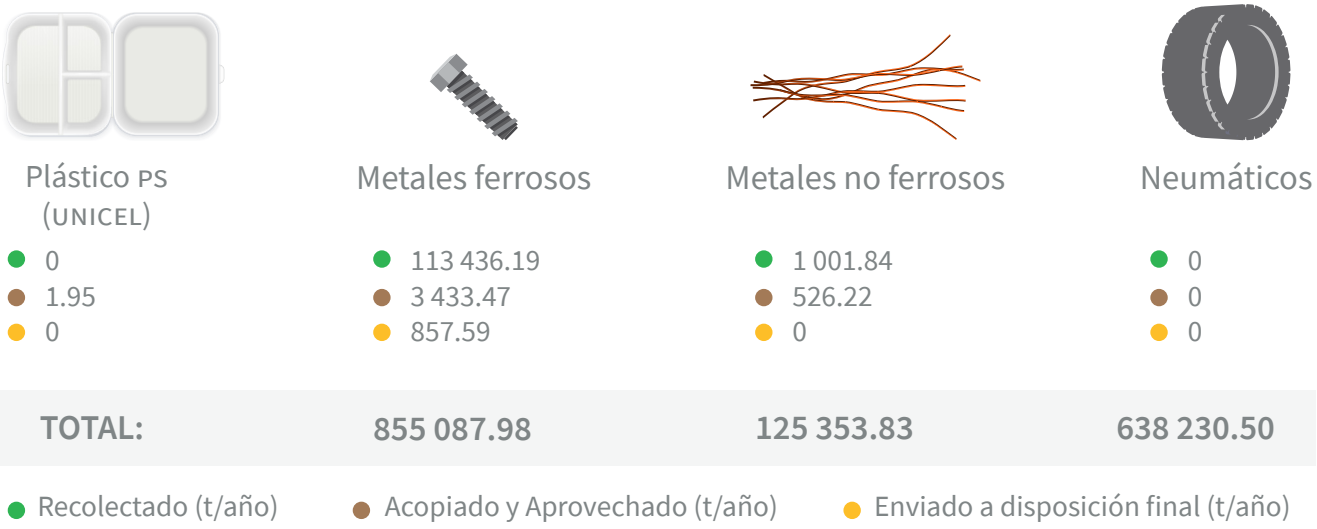 Plástico PS
(UNICEL)
0
1.95
0
Metales ferrosos
113 436.19
3 433.47
857.59
Metales no ferrosos
1 001.84
526.22
0
Neumáticos
0
0
0
TOTAL: 855 087.98 125 353.83 638 230.50
Recolectado (t/año) Acopiado y Aprovechado (t/año) Enviado a disposición final (t/año)